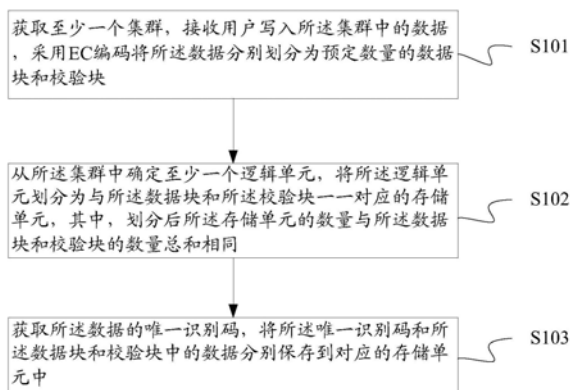 获取至少一个集群，接收用户写入所述集群中的数据
，采用EC编码将所述数据分别划分为预定数量的数据
块和校验块
S101
从所述集群中确定至少一个逻辑单元，将所述逻辑单
元划分为与所述数据块和所述校验块一一对应的存储
单元，其中，划分后所述存储单元的数量与所述数据
块和校验块的数量总和相同
S102
获取所述数据的唯一识别码，将所述唯一识别码和所
述数据块和校验块中的数据分别保存到对应的存储单
元中
S103